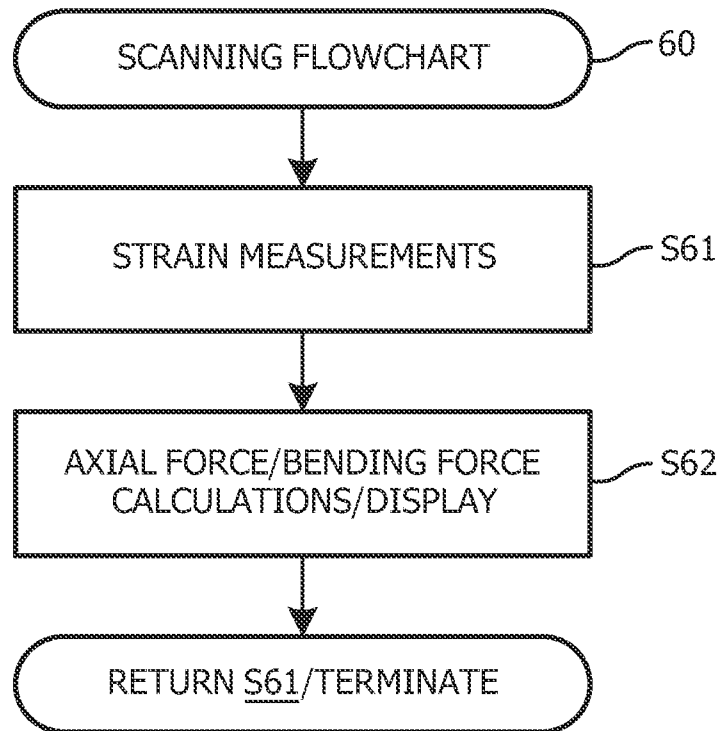 SCANNING FLOWCHART
60
STRAIN MEASUREMENTS
S61
AXIAL FORCE/BENDING FORCE
CALCULATIONS/DISPLAY
S62
RETURN S61/TERMINATE